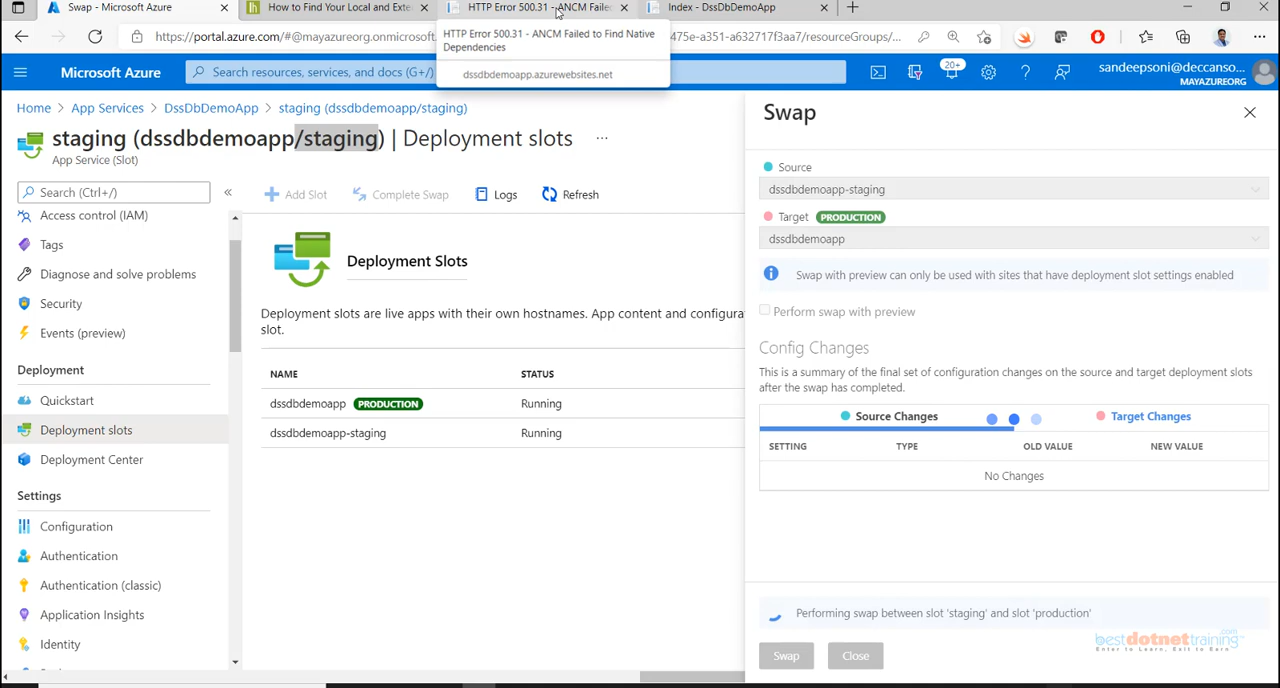 Swap - Microsoft Azure
How to Find Your Local and Exte
HTTP Error 500.31 - ANCM Failed
Index - DssDbDemoApp
https://portal.azure.com/#@mayazureorg.onmicrosoft
e-a351-a632717f3aa7/resourceGroups/...
HTTP Error 500.31 - ANCM Failed to Find Native
Dependencies
dssdbdemoapp.azurewebsites.net
Microsoft Azure
Search resources, services, and docs (G+/)
20+
sandeepsoni@deccanso...
MAYAZUREORG
Home > App Services > DssDbDemoApp > staging (dssdbdemoapp/staging)
staging (dssdbdemoapp/staging) | Deployment slots ...
App Service (Slot)
Search (Ctrl+/)
«
Access control (IAM)
Tags
Diagnose and solve problems
Security
Events (preview)
Deployment
Quickstart
Deployment slots
Deployment Center
Settings
Configuration
Authentication
Authentication (classic)
Application Insights
Identity
Add Slot
Complete Swap
Logs
Refresh
Deployment Slots
Deployment slots are live apps with their own hostnames. App content and configura
slot.
NAME STATUS
dssdbdemoapp PRODUCTION Running
dssdbdemoapp-staging Running
Swap
Source
dssdbdemoapp-staging
Target PRODUCTION
dssdbdemoapp
Swap with preview can only be used with sites that have deployment slot settings enabled
Perform swap with preview
Config Changes
This is a summary of the final set of configuration changes on the source and target deployment slots
after the swap has completed.
Source Changes Target Changes
SETTING TYPE OLD VALUE NEW VALUE
No Changes
Performing swap between slot 'staging' and slot 'production'
Swap Close
bestdotnettraining.com
Enter to Learn, Exit to Earn